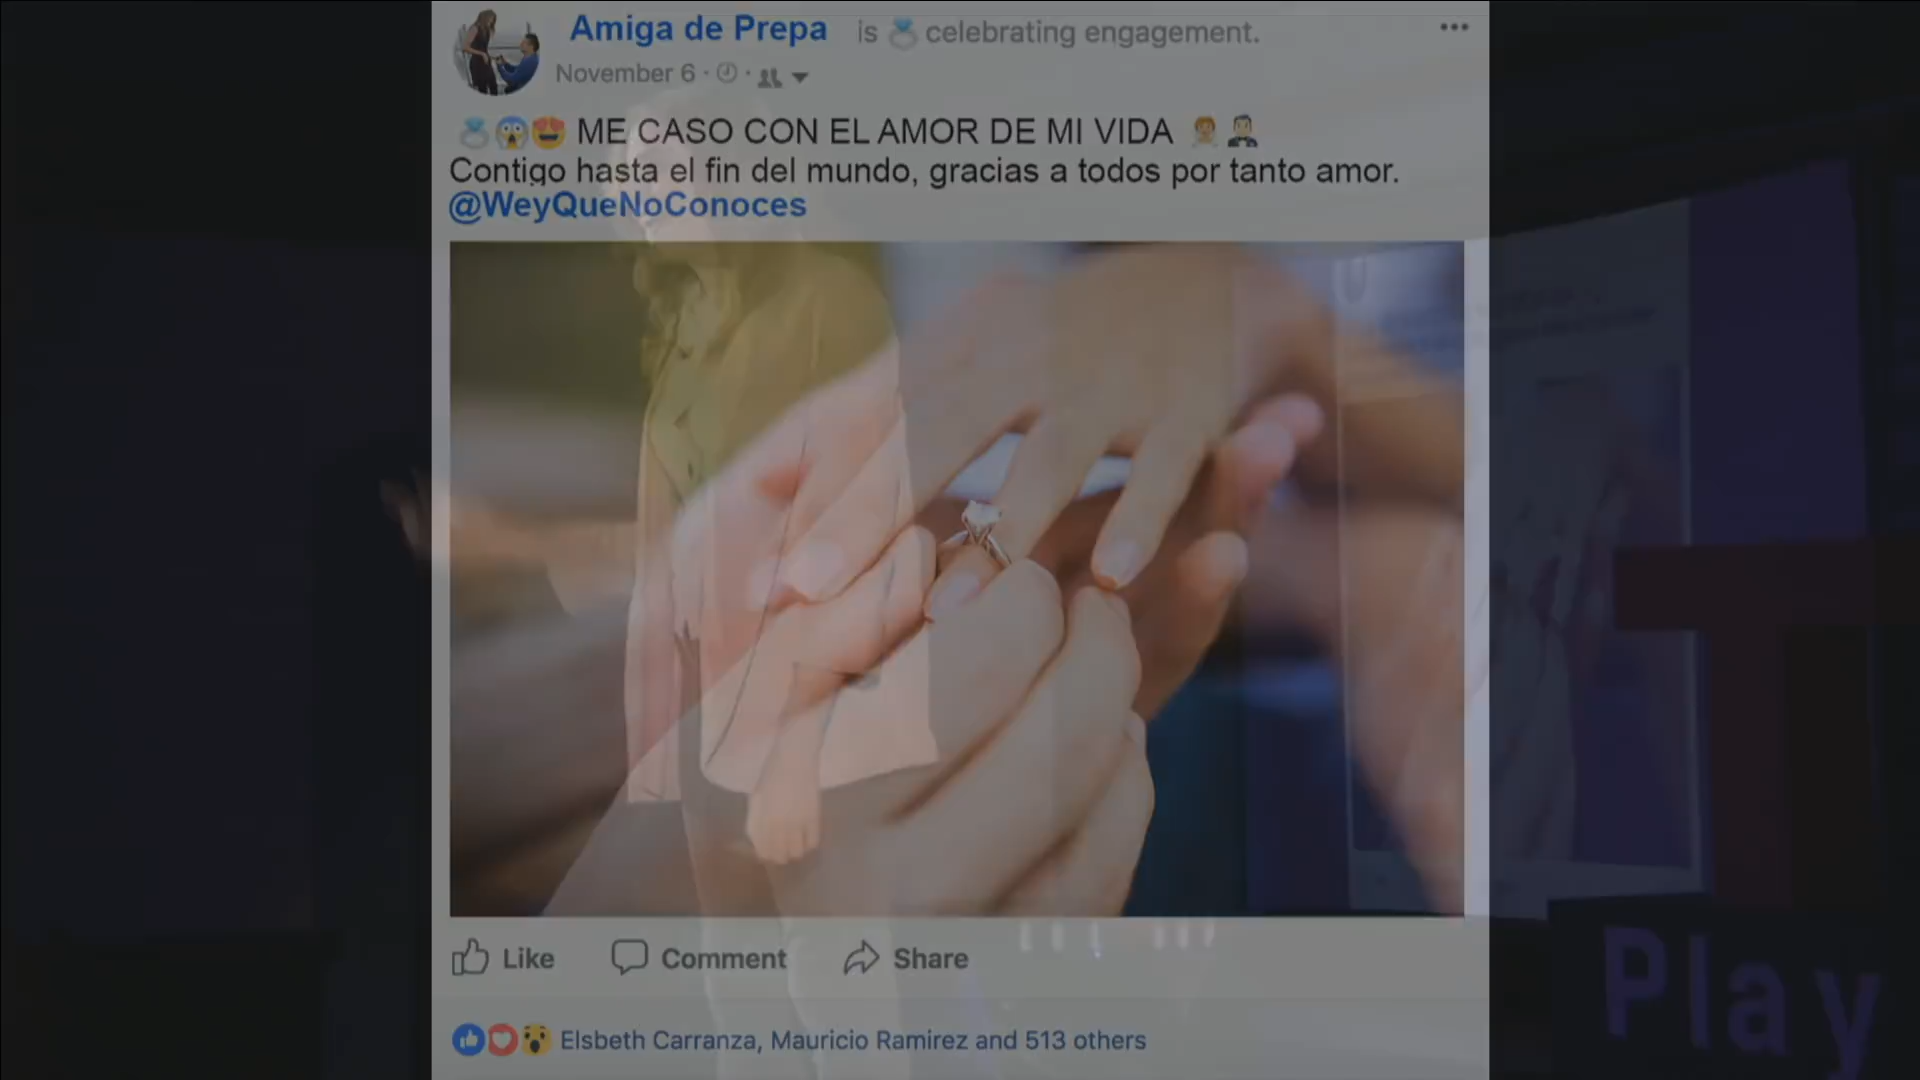 Amiga de Prepa is 💍 celebrating engagement.
November 6
💍😱😍 ME CASO CON EL AMOR DE MI VIDA 👰🤵
Contigo hasta el fin del mundo, gracias a todos por tanto amor.
@WeyQueNoConoces
Like Comment Share
Elsbeth Carranza, Mauricio Ramirez and 513 others
Play